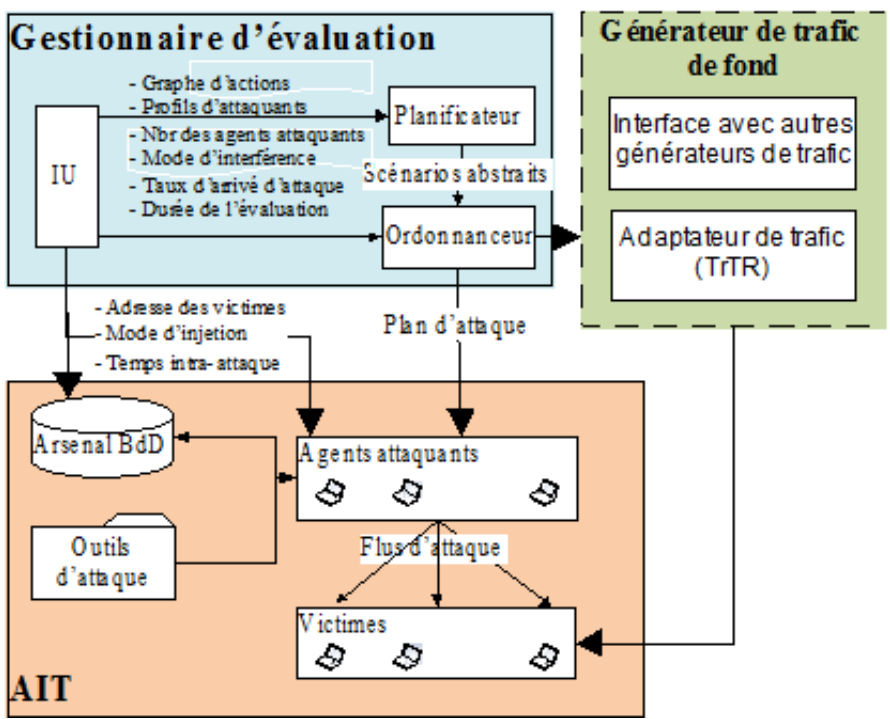 Gestionnaire d'évaluation
- Graphe d'actions
- Profils d'attaquants
- Nbr des agents attaquants
- Mode d'interférence
- Taux d'arrivé d'attaque
- Durée de l'évaluation
IU
Planificateur
Scénarios abstraits
Ordonnanceur
Générateur de trafic
de fond
Interface avec autres
générateurs de trafic
Adaptateur de trafic
(TrTR)
- Adresse des victimes
- Mode d'injetion
- Temps intra-attaque
Plan d'attaque
Arsenal BdD
Agents attaquants
Outils
d'attaque
Flus d'attaque
Victimes
AIT